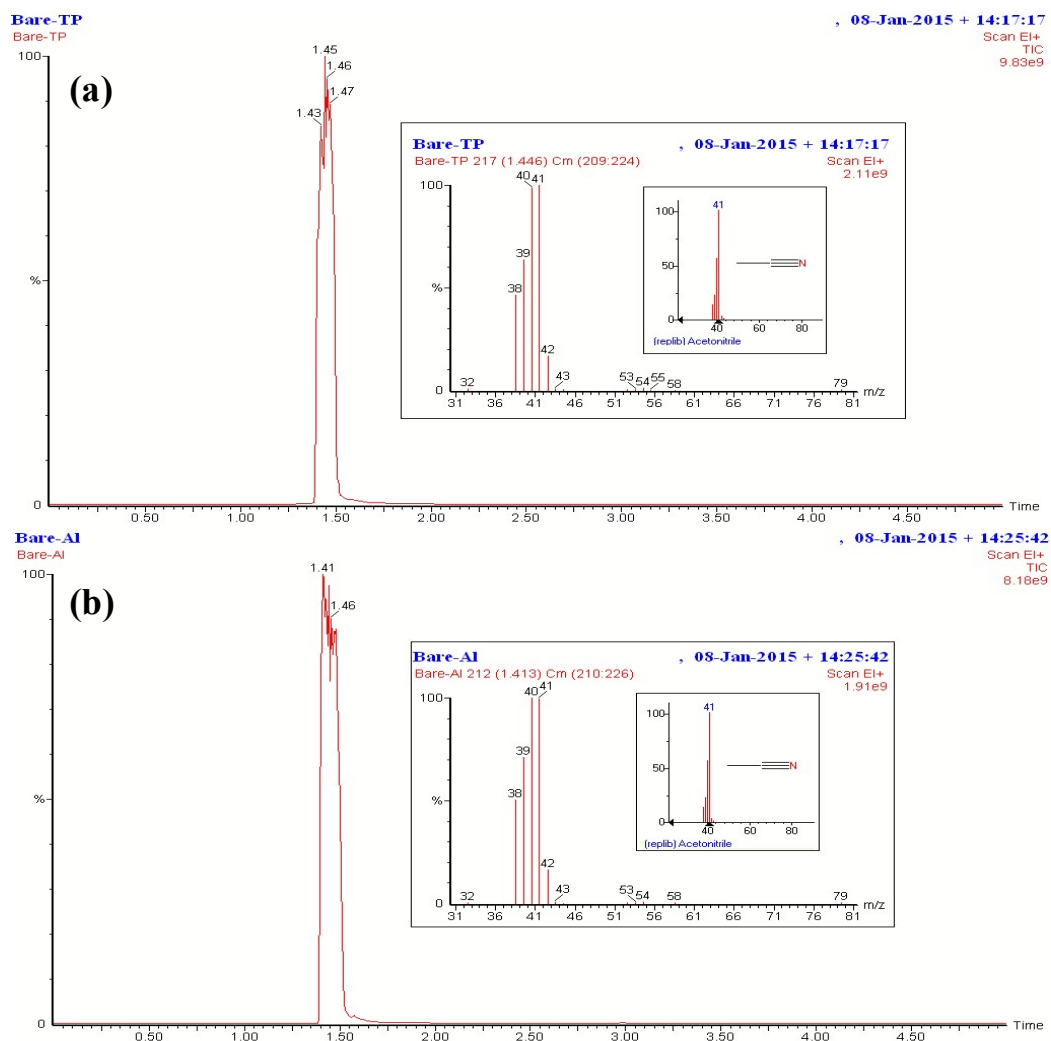 Bare-TP , 08-Jan-2015 + 14:17:17
Bare-TP Scan EI+
TIC
9.83e9
(a)
100
%
0
1.45
1.46
1.47
1.43
Bare-TP , 08-Jan-2015 + 14:17:17
Bare-TP 217 (1.446) Cm (209:224) Scan EI+
2.11e9
100
%
0
40 41
39
38
42
32
43
53 54 55 58
79
31 36 41 46 51 56 61 66 71 76 81 m/z
100
50
0
41
N
40 60 80
(replib) Acetonitrile
0.50 1.00 1.50 2.00 2.50 3.00 3.50 4.00 4.50 Time
Bare-Al , 08-Jan-2015 + 14:25:42
Bare-Al Scan EI+
TIC
8.18e9
(b)
100
%
0
1.41
1.46
Bare-Al , 08-Jan-2015 + 14:25:42
Bare-Al 212 (1.413) Cm (210:226) Scan EI+
1.91e9
100
%
0
40 41
39
38
42
32
43
53 54 58
79
31 36 41 46 51 56 61 66 71 76 81 m/z
100
50
0
41
N
40 60 80
(replib) Acetonitrile
0.50 1.00 1.50 2.00 2.50 3.00 3.50 4.00 4.50 Time